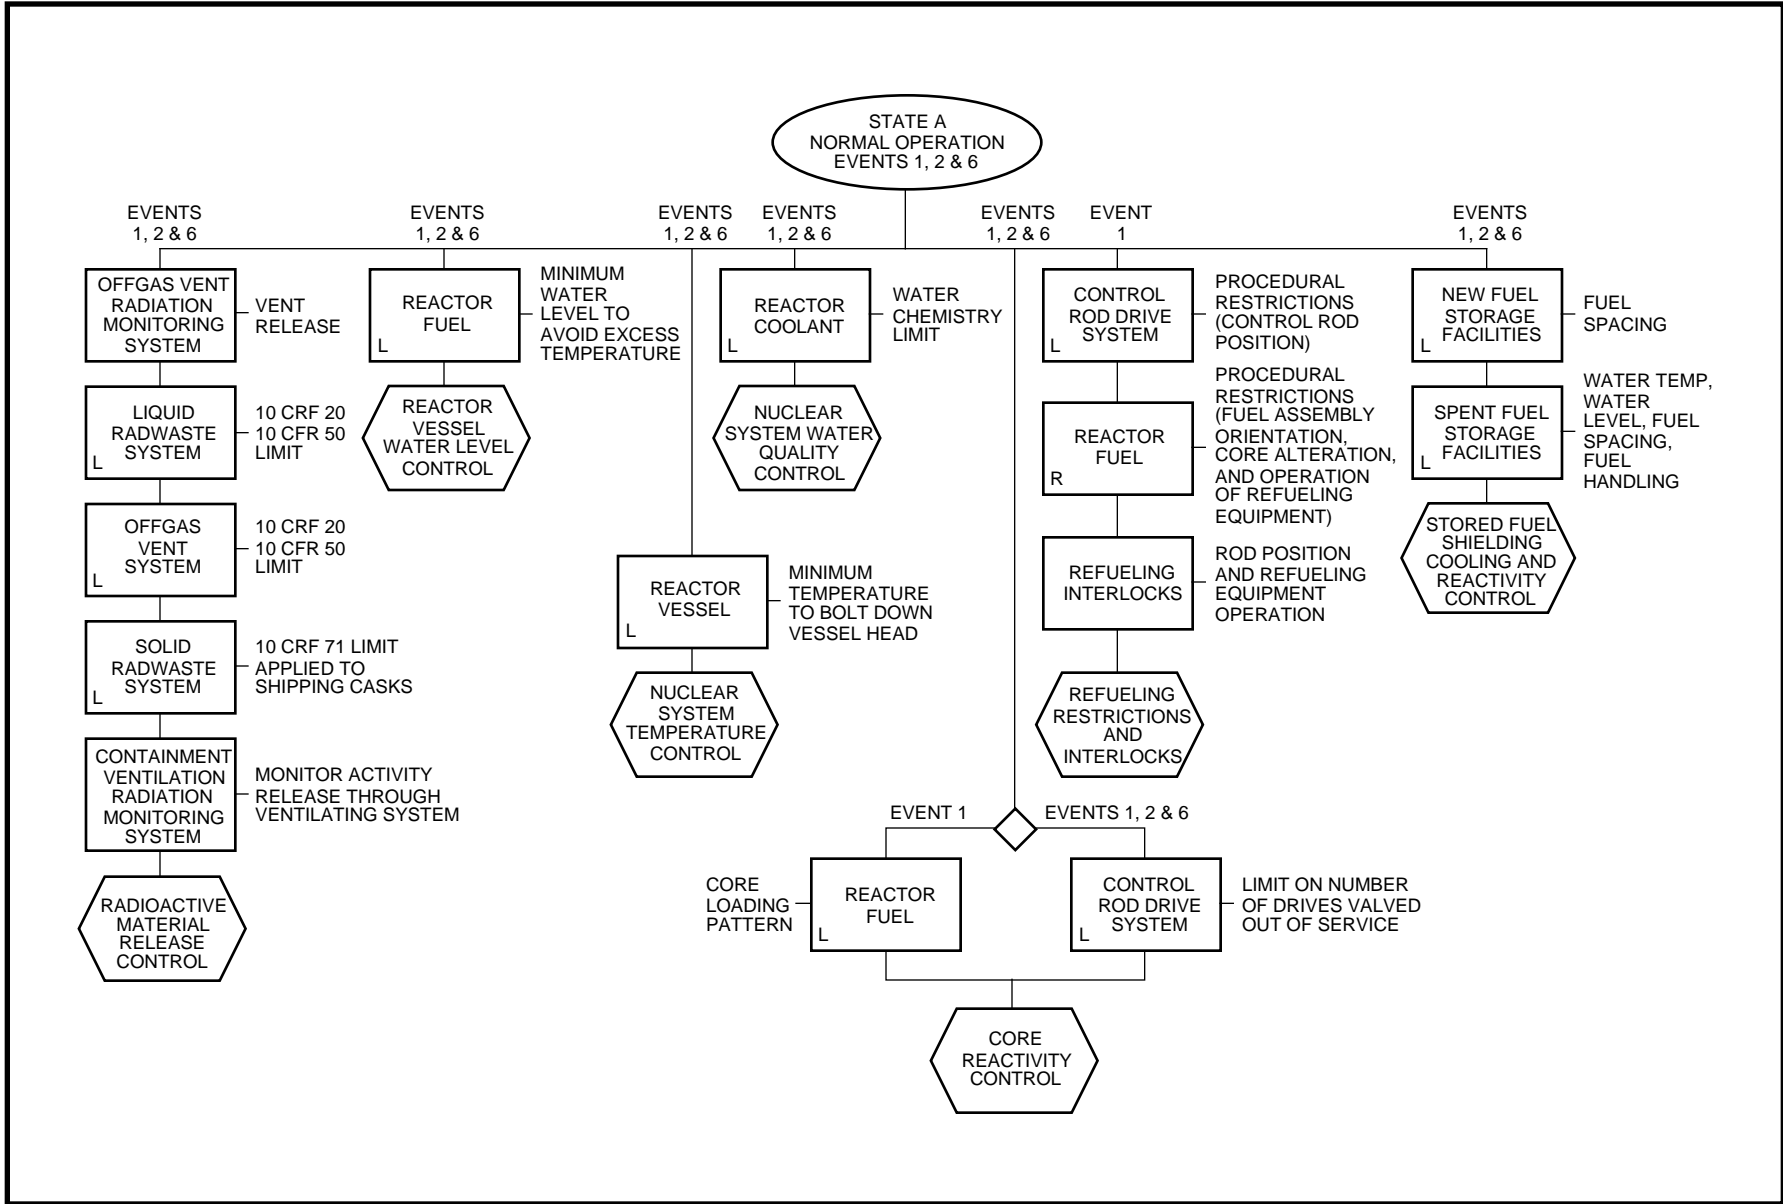 STATE A
NORMAL OPERATION
EVENTS 1, 2 & 6
EVENTS
1, 2 & 6
OFFGAS VENT
RADIATION
MONITORING
SYSTEM
VENT
RELEASE
LIQUID
RADWASTE
SYSTEM
L
10 CRF 20
10 CFR 50
LIMIT
OFFGAS
VENT
SYSTEM
L
10 CRF 20
10 CFR 50
LIMIT
SOLID
RADWASTE
SYSTEM
L
10 CRF 71 LIMIT
APPLIED TO
SHIPPING CASKS
CONTAINMENT
VENTILATION
RADIATION
MONITORING
SYSTEM
MONITOR ACTIVITY
RELEASE THROUGH
VENTILATING SYSTEM
RADIOACTIVE
MATERIAL
RELEASE
CONTROL
EVENTS
1, 2 & 6
REACTOR
FUEL
L
MINIMUM
WATER
LEVEL TO
AVOID EXCESS
TEMPERATURE
REACTOR
VESSEL
WATER LEVEL
CONTROL
EVENTS
1, 2 & 6
REACTOR
VESSEL
L
MINIMUM
TEMPERATURE
TO BOLT DOWN
VESSEL HEAD
NUCLEAR
SYSTEM
TEMPERATURE
CONTROL
EVENTS
1, 2 & 6
REACTOR
COOLANT
L
WATER
CHEMISTRY
LIMIT
NUCLEAR
SYSTEM WATER
QUALITY
CONTROL
EVENTS
1, 2 & 6
EVENT 1
EVENTS 1, 2 & 6
CORE
LOADING
PATTERN
REACTOR
FUEL
L
CONTROL
ROD DRIVE
SYSTEM
L
LIMIT ON NUMBER
OF DRIVES VALVED
OUT OF SERVICE
CORE
REACTIVITY
CONTROL
EVENT
1
CONTROL
ROD DRIVE
SYSTEM
L
PROCEDURAL
RESTRICTIONS
(CONTROL ROD
POSITION)
REACTOR
FUEL
R
PROCEDURAL
RESTRICTIONS
(FUEL ASSEMBLY
ORIENTATION,
CORE ALTERATION,
AND OPERATION
OF REFUELING
EQUIPMENT)
REFUELING
INTERLOCKS
ROD POSITION
AND REFUELING
EQUIPMENT
OPERATION
REFUELING
RESTRICTIONS
AND
INTERLOCKS
EVENTS
1, 2 & 6
NEW FUEL
STORAGE
FACILITIES
L
FUEL
SPACING
SPENT FUEL
STORAGE
FACILITIES
L
WATER TEMP,
WATER
LEVEL, FUEL
SPACING,
FUEL
HANDLING
STORED FUEL
SHIELDING
COOLING AND
REACTIVITY
CONTROL